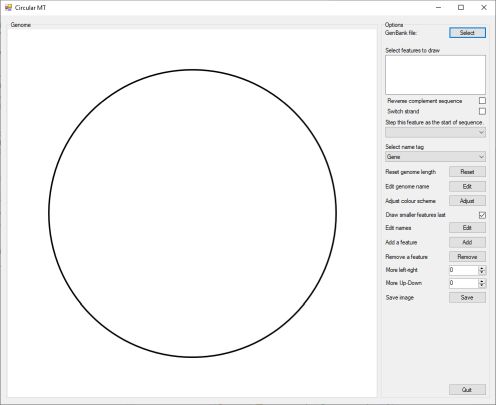 Circular MT
Genome
Options
GenBank file: Select
Select features to draw
Reverse complement sequence
Switch strand
Step this feature as the start of sequence.
Select name tag
Gene
Reset genome length Reset
Edit genome name Edit
Adjust colour scheme Adjust
Draw smaller features last
Edit names Edit
Add a feature Add
Remove a feature Remove
More left-right 0
More Up-Down 0
Save image Save
Quit